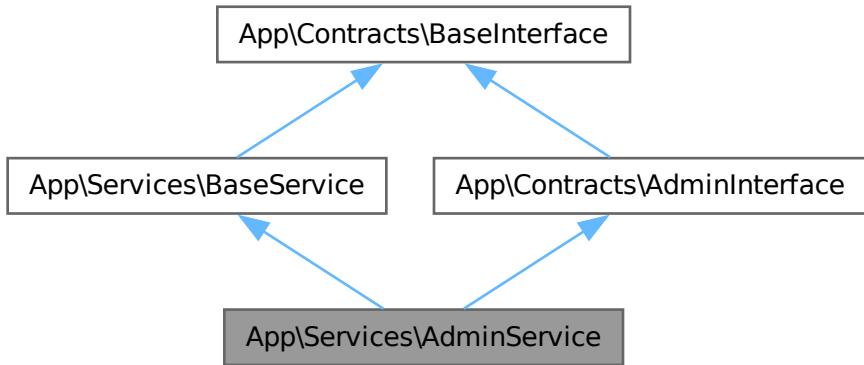 App\Contracts\BaseInterface
App\Services\BaseService
App\Contracts\AdminInterface
App\Services\AdminService